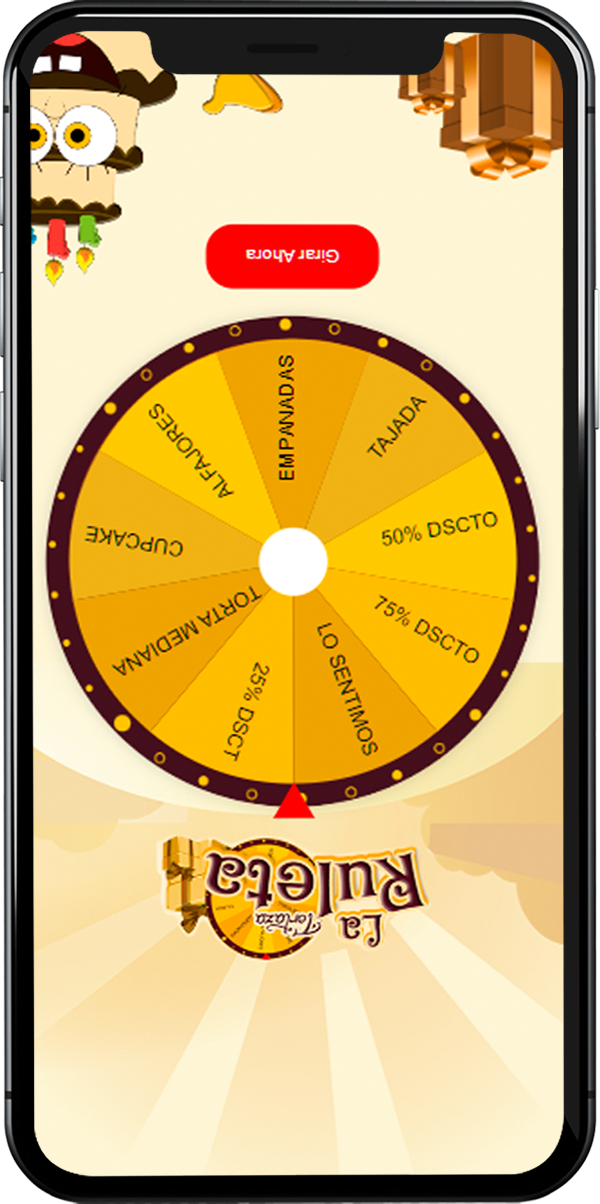 La
Tortaza
Ruleta
25% DSCT
LO SENTIMOS
TORTA MEDIANA
75% DSCTO
CUPCAKE
50% DSCTO
ALFAJORES
EMPANADAS
TAJADA
Girar Ahora